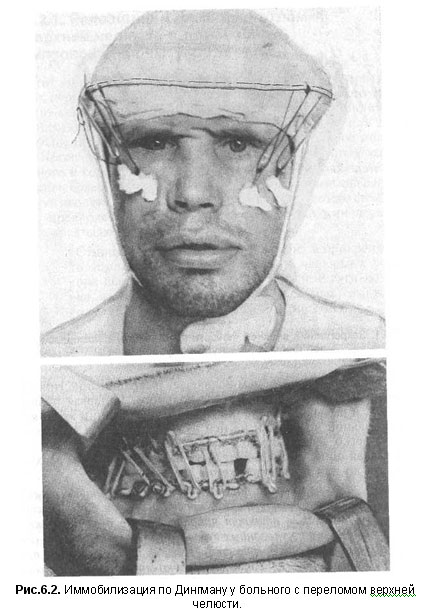 Рис.6.2. Иммобилизация по Дингману у больного с переломом верхней
челюсти.